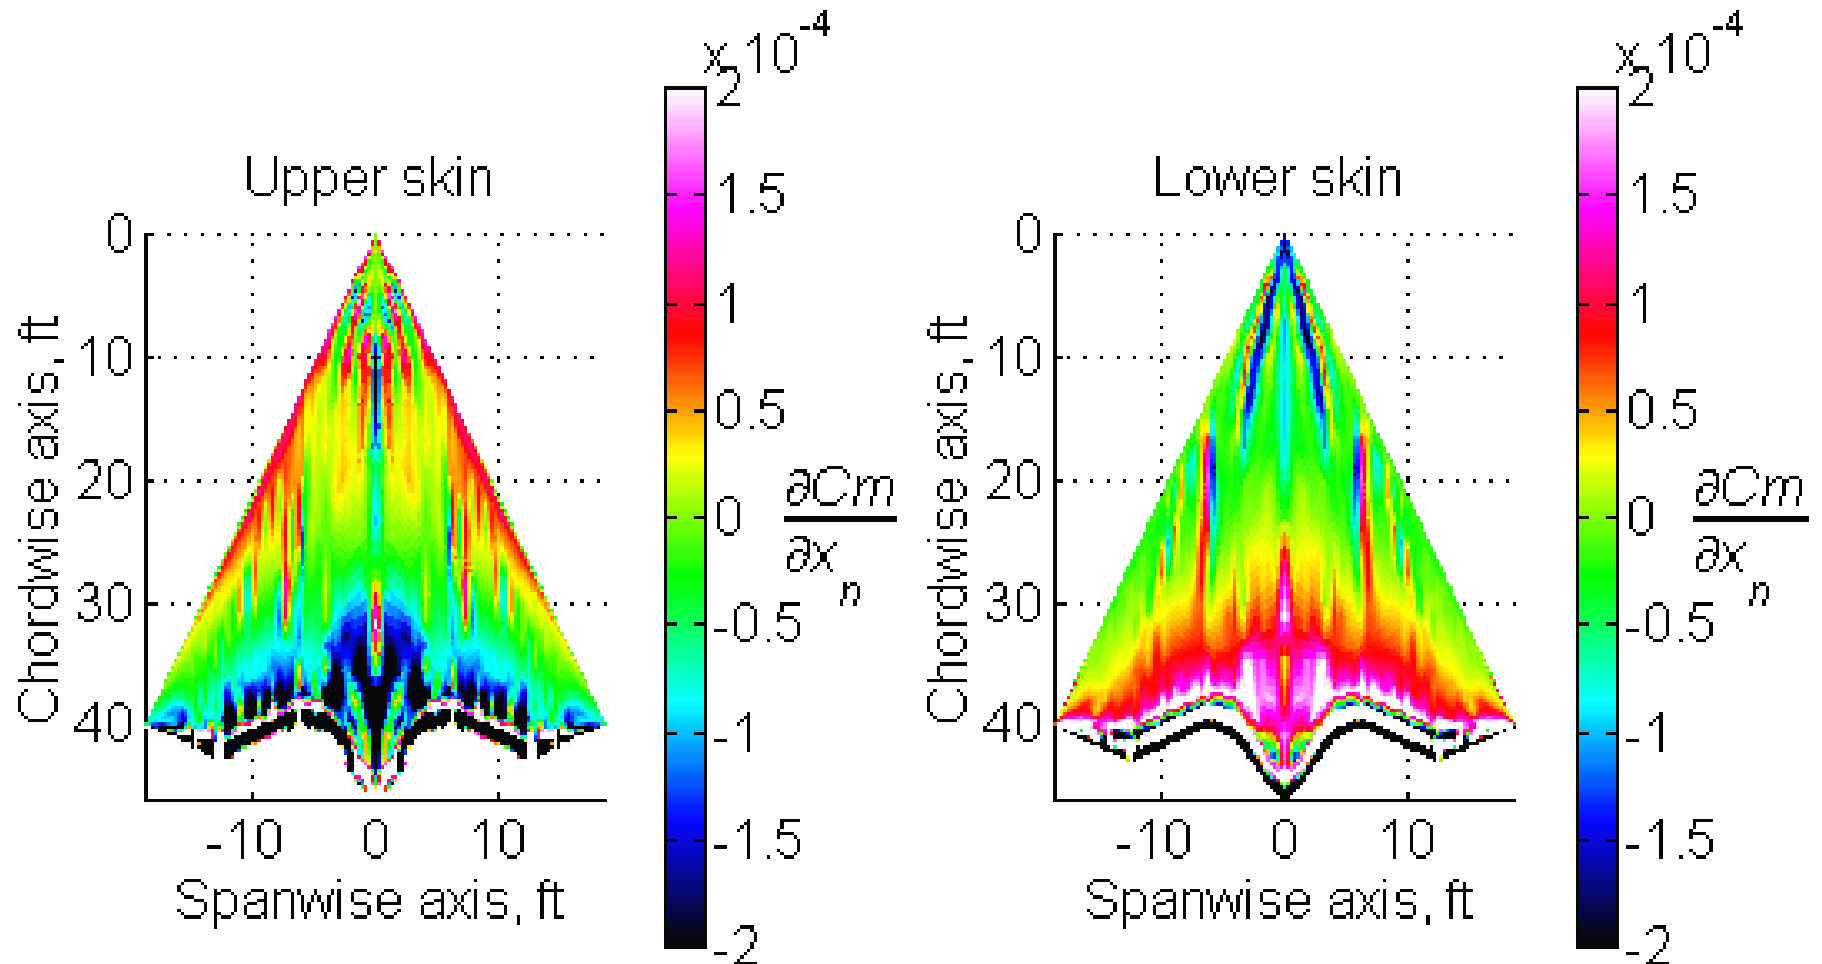 Upper skin
x 10^-4
2
1.5
1
0.5
0
-0.5
-1
-1.5
-2
∂Cm
∂x_n
0
10
20
30
40
Chordwise axis, ft
-10 0 10
Spanwise axis, ft
Lower skin
x 10^-4
2
1.5
1
0.5
0
-0.5
-1
-1.5
-2
∂Cm
∂x_n
0
10
20
30
40
Chordwise axis, ft
-10 0 10
Spanwise axis, ft